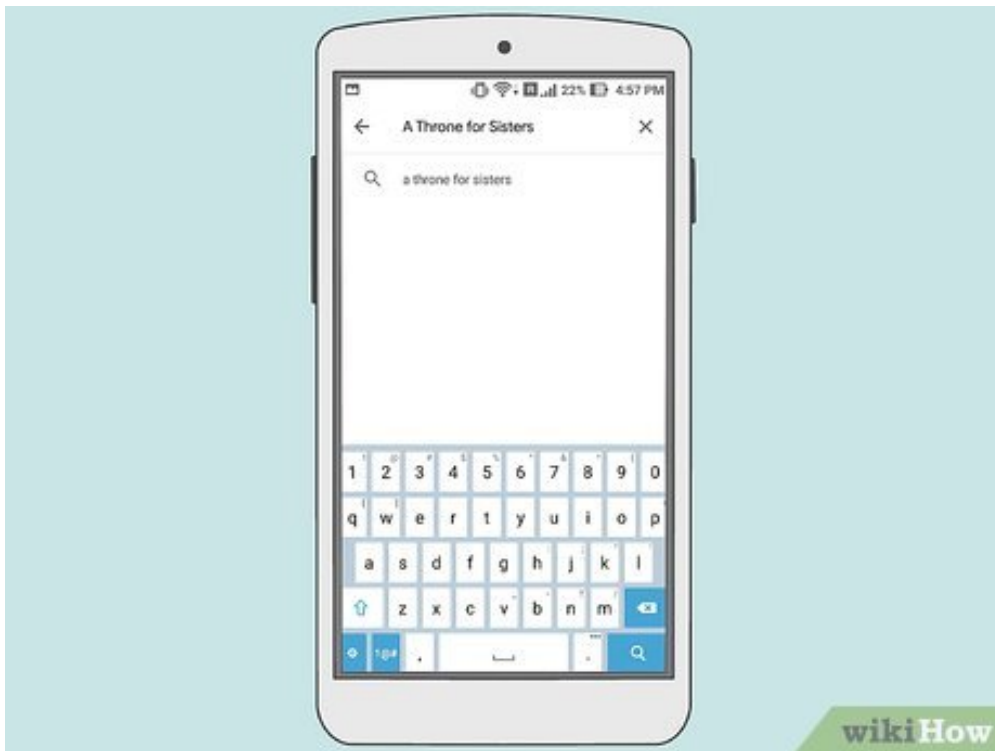 22% 4:57 PM
A Throne for Sisters
a throne for sisters
1 2 3 4 5 6 7 8 9 0
q w e r t y u i o p
a s d f g h j k l
z x c v b n m
!@# , .
wikiHow